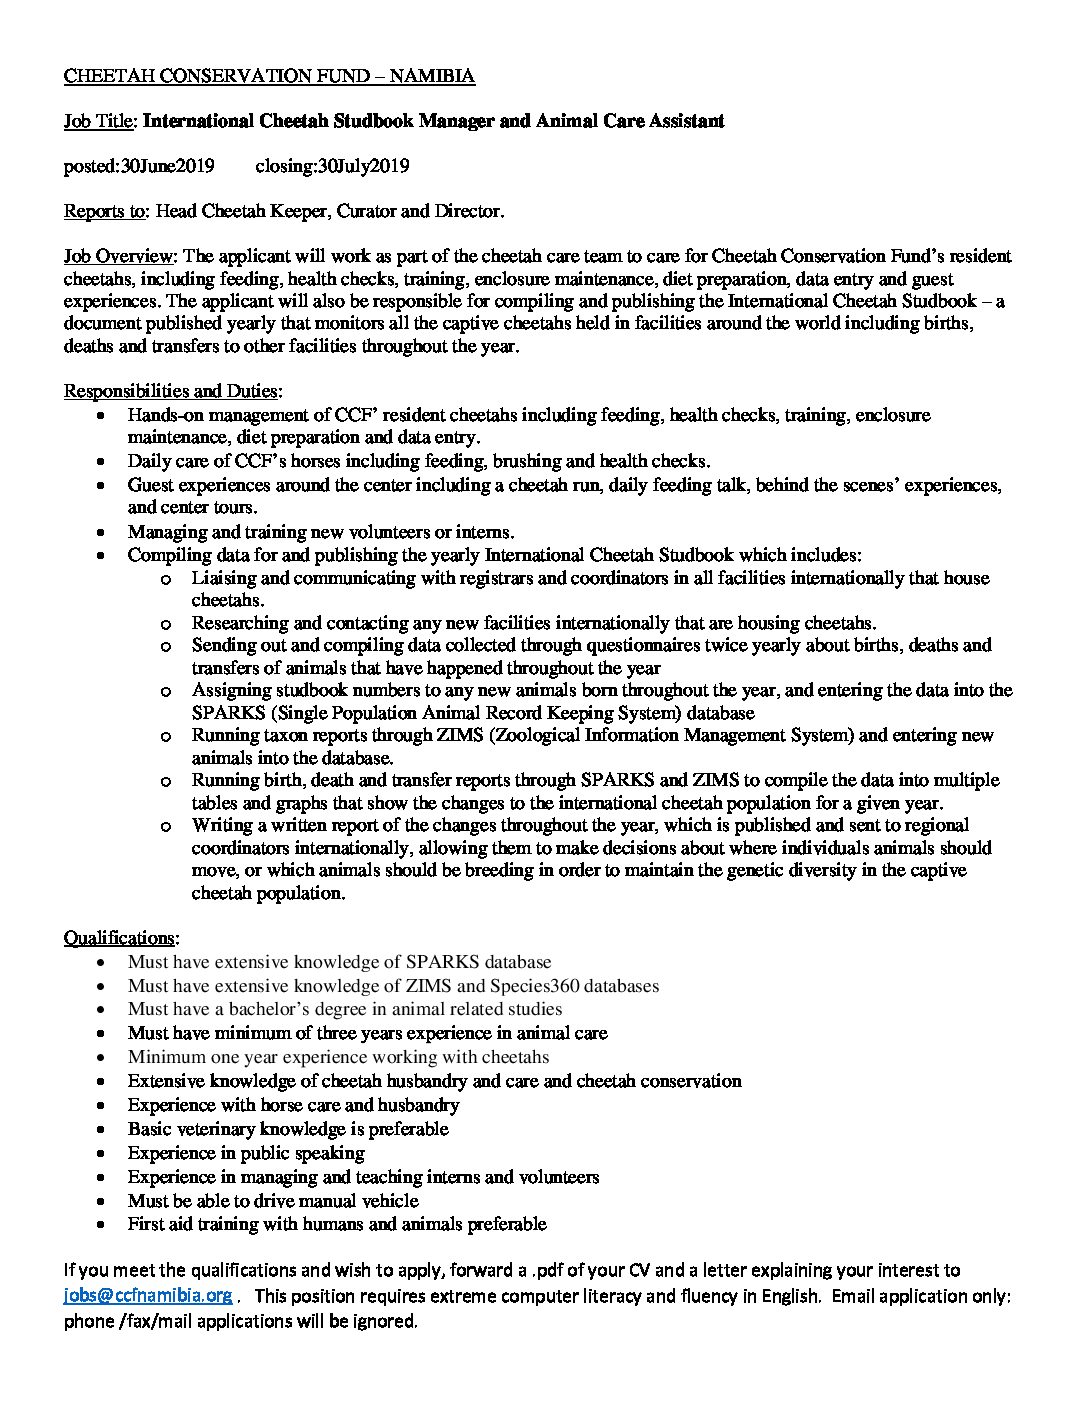 CHEETAH CONSERVATION FUND – NAMIBIA
Job Title: International Cheetah Studbook Manager and Animal Care Assistant
posted:30June2019 closing:30July2019
Reports to: Head Cheetah Keeper, Curator and Director.
Job Overview: The applicant will work as part of the cheetah care team to care for Cheetah Conservation Fund's resident
cheetahs, including feeding, health checks, training, enclosure maintenance, diet preparation, data entry and guest
experiences. The applicant will also be responsible for compiling and publishing the International Cheetah Studbook – a
document published yearly that monitors all the captive cheetahs held in facilities around the world including births,
deaths and transfers to other facilities throughout the year.
Responsibilities and Duties:
• Hands-on management of CCF' resident cheetahs including feeding, health checks, training, enclosure
maintenance, diet preparation and data entry.
• Daily care of CCF's horses including feeding, brushing and health checks.
• Guest experiences around the center including a cheetah run, daily feeding talk, behind the scenes' experiences,
and center tours.
• Managing and training new volunteers or interns.
• Compiling data for and publishing the yearly International Cheetah Studbook which includes:
o Liaising and communicating with registrars and coordinators in all facilities internationally that house
cheetahs.
o Researching and contacting any new facilities internationally that are housing cheetahs.
o Sending out and compiling data collected through questionnaires twice yearly about births, deaths and
transfers of animals that have happened throughout the year
o Assigning studbook numbers to any new animals born throughout the year, and entering the data into the
SPARKS (Single Population Animal Record Keeping System) database
o Running taxon reports through ZIMS (Zoological Information Management System) and entering new
animals into the database.
o Running birth, death and transfer reports through SPARKS and ZIMS to compile the data into multiple
tables and graphs that show the changes to the international cheetah population for a given year.
o Writing a written report of the changes throughout the year, which is published and sent to regional
coordinators internationally, allowing them to make decisions about where individuals animals should
move, or which animals should be breeding in order to maintain the genetic diversity in the captive
cheetah population.
Qualifications:
• Must have extensive knowledge of SPARKS database
• Must have extensive knowledge of ZIMS and Species360 databases
• Must have a bachelor's degree in animal related studies
• Must have minimum of three years experience in animal care
• Minimum one year experience working with cheetahs
• Extensive knowledge of cheetah husbandry and care and cheetah conservation
• Experience with horse care and husbandry
• Basic veterinary knowledge is preferable
• Experience in public speaking
• Experience in managing and teaching interns and volunteers
• Must be able to drive manual vehicle
• First aid training with humans and animals preferable
If you meet the qualifications and wish to apply, forward a .pdf of your CV and a letter explaining your interest to
jobs@ccfnamibia.org . This position requires extreme computer literacy and fluency in English. Email application only:
phone /fax/mail applications will be ignored.